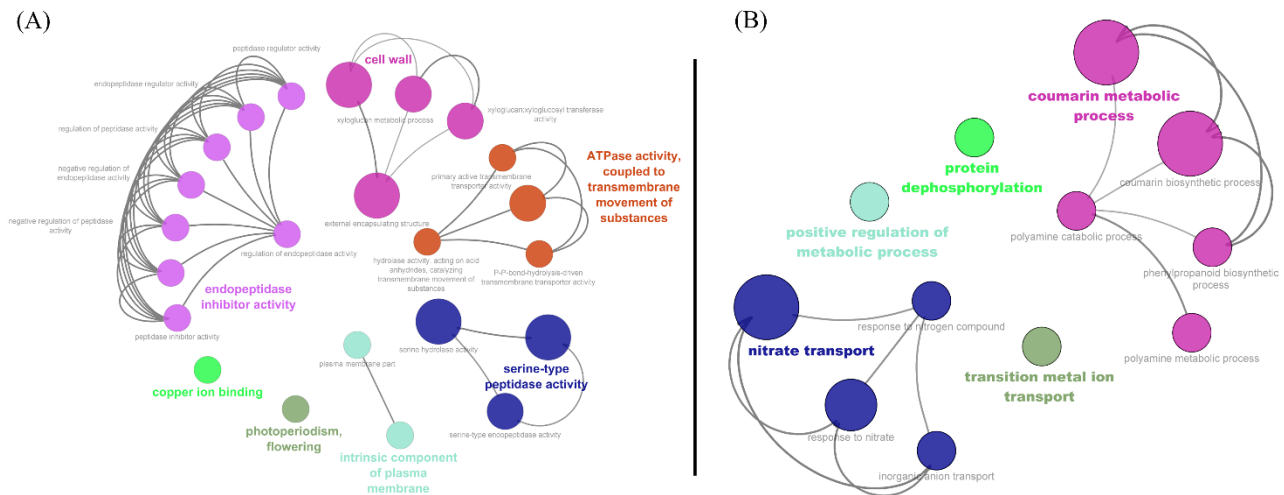 (A)
peptidase regulator activity
endopeptidase regulator activity
regulation of peptidase activity
negative regulation of
endopeptidase activity
negative regulation of peptidase
activity
regulation of endopeptidase activity
endopeptidase
inhibitor activity
peptidase inhibitor activity
cell wall
xyloglucan metabolic process
xyloglucan:xyloglucosyl transferase
activity
external encapsulating structure
ATPase activity,
coupled to
transmembrane
movement of
substances
primary active transmembrane
transporter activity
hydrolase activity, acting on acid
anhydrides, catalyzing
transmembrane movement of
substances
P-P-bond-hydrolysis-driven
transmembrane transporter activity
serine hydrolase activity
serine-type
peptidase activity
serine-type endopeptidase activity
plasma membrane part
intrinsic component
of plasma
membrane
copper ion binding
photoperiodism,
flowering
(B)
coumarin metabolic
process
coumarin biosynthetic process
polyamine catabolic process
phenylpropanoid biosynthetic
process
polyamine metabolic process
protein
dephosphorylation
positive regulation of
metabolic process
response to nitrogen compound
nitrate transport
response to nitrate
inorganic anion transport
transition metal ion
transport